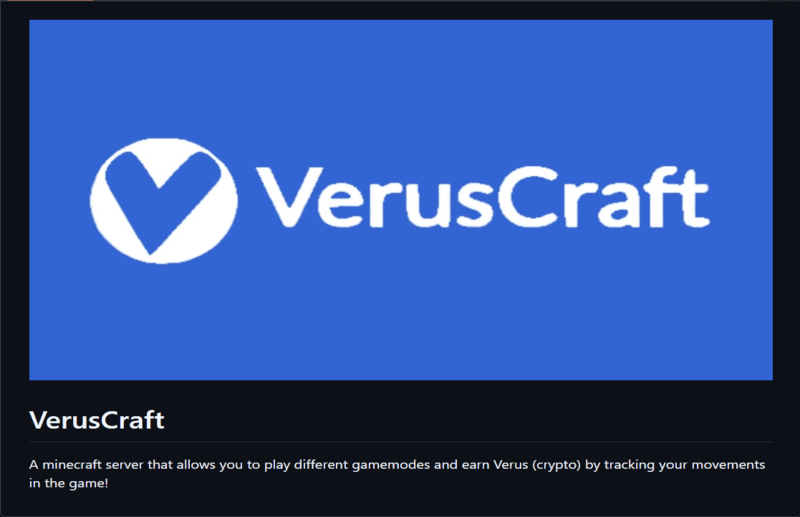 VerusCraft
VerusCraft
A minecraft server that allows you to play different gamemodes and earn Verus (crypto) by tracking your movements
in the game!